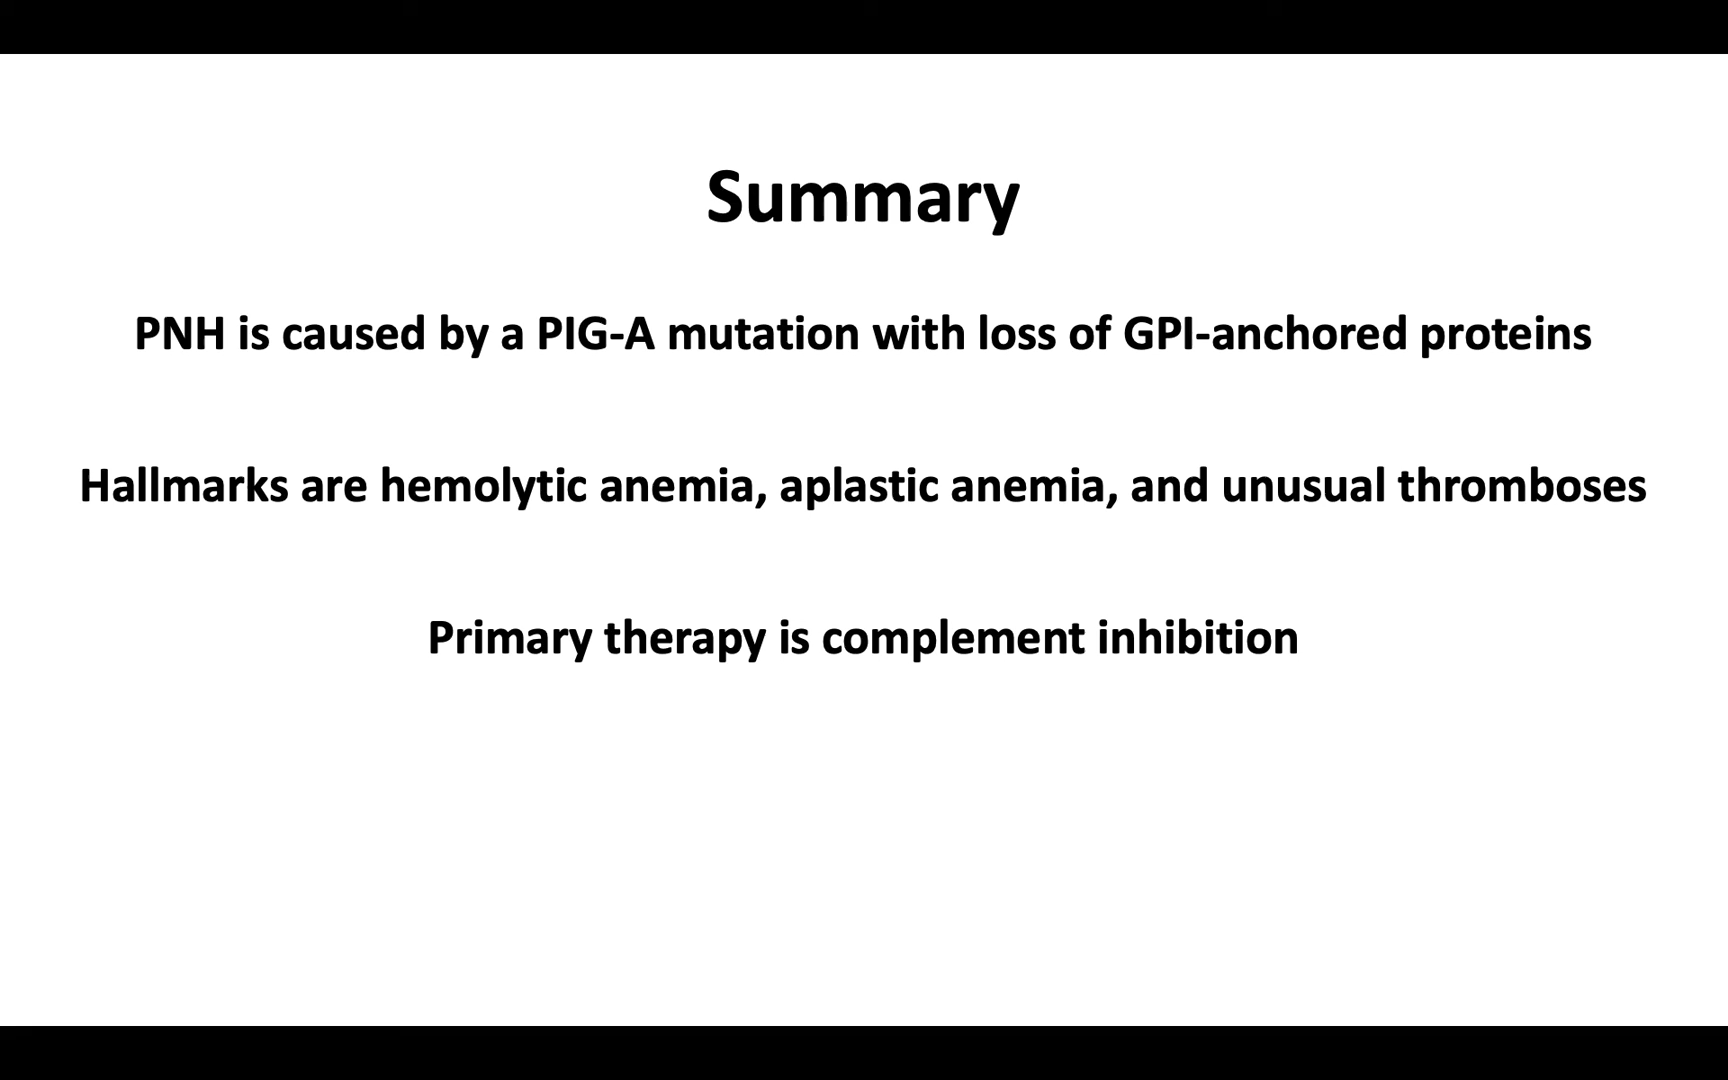 Summary
PNH is caused by a PIG-A mutation with loss of GPI-anchored proteins
Hallmarks are hemolytic anemia, aplastic anemia, and unusual thromboses
Primary therapy is complement inhibition